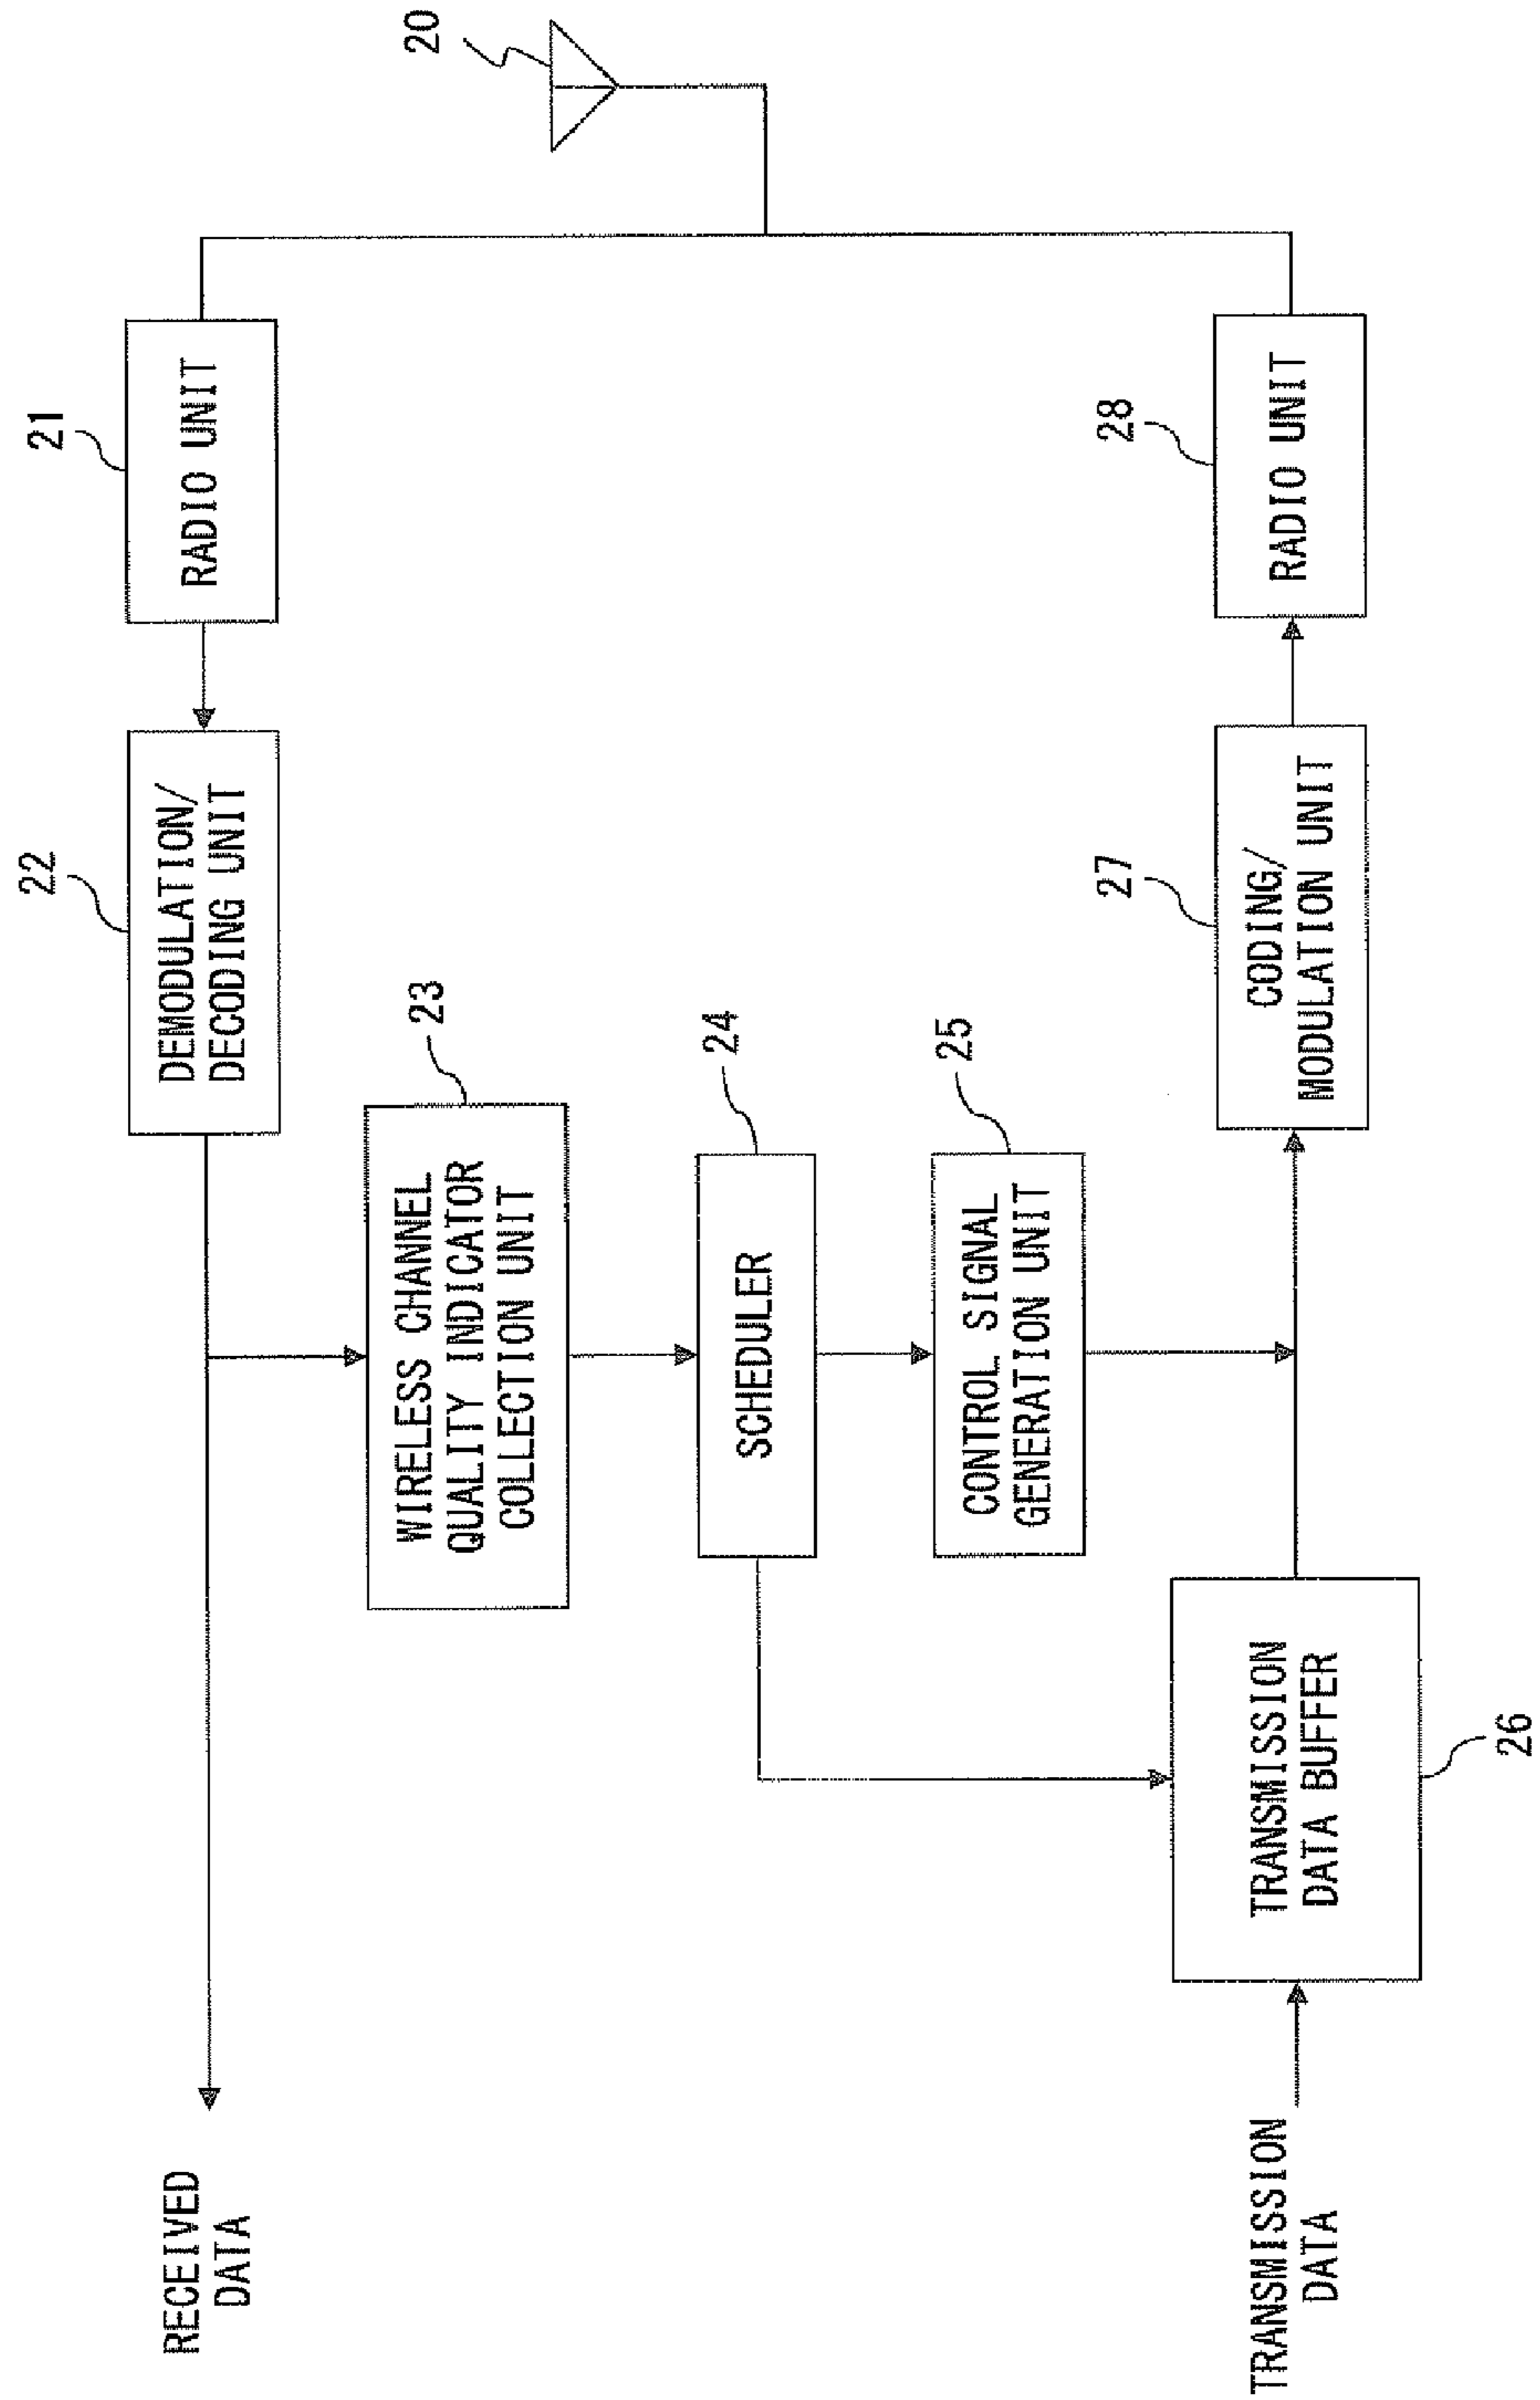 20
21
RADIO UNIT
22
DEMODULATION/
DECODING UNIT
RECEIVED
DATA
23
WIRELESS CHANNEL
QUALITY INDICATOR
COLLECTION UNIT
24
SCHEDULER
25
CONTROL SIGNAL
GENERATION UNIT
28
RADIO UNIT
27
CODING/
MODULATION UNIT
TRANSMISSION
DATA BUFFER
26
TRANSMISSION
DATA